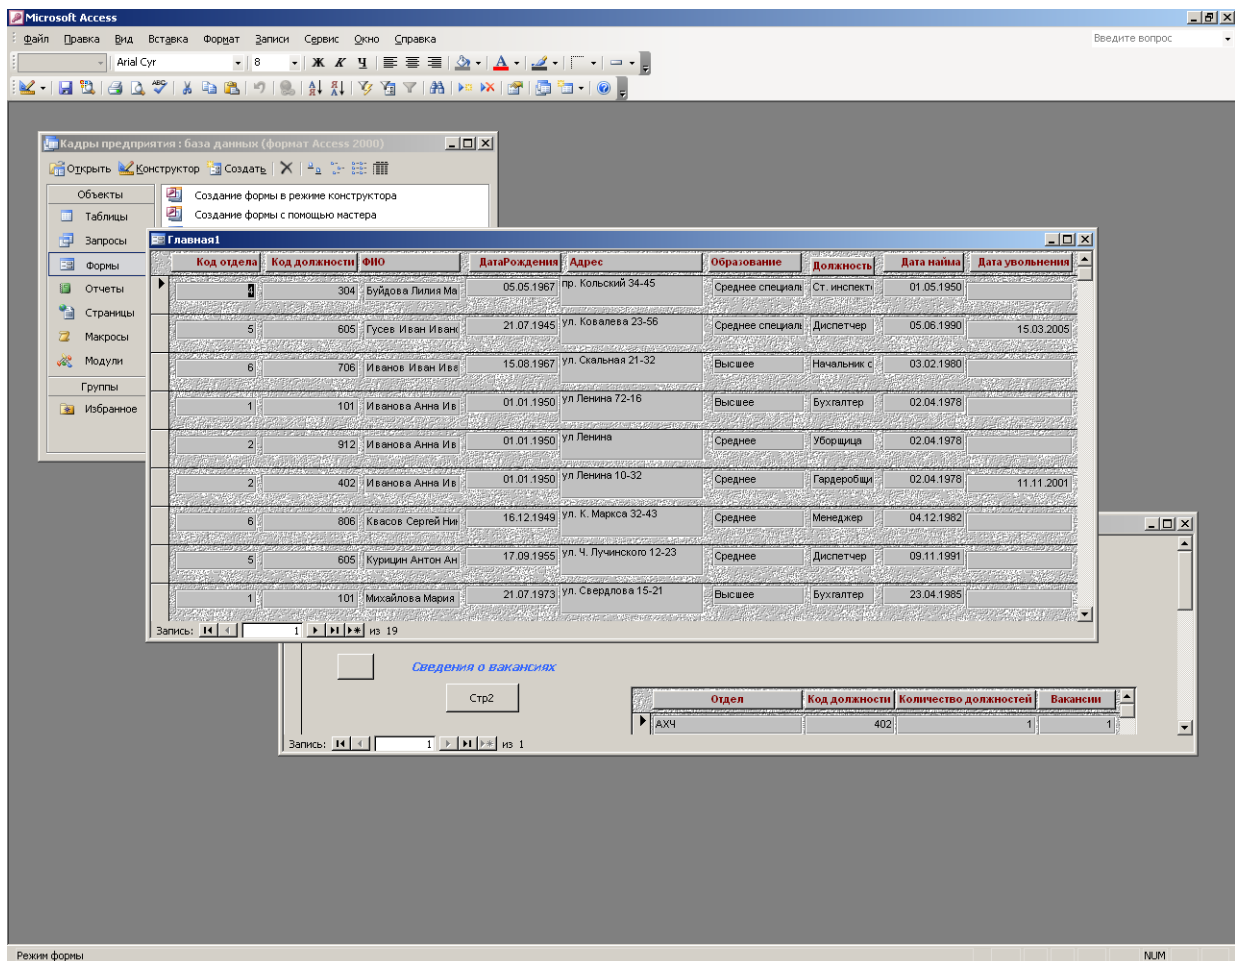 Microsoft Access
Файл Правка Вид Вставка Формат Записи Сервис Окно Справка Введите вопрос
Arial Cyr 8 Ж К Ч
Кадры предприятия : база данных (формат Access 2000)
Открыть Конструктор Создать
Объекты
Таблицы
Запросы
Формы
Отчеты
Страницы
Макросы
Модули
Группы
Избранное
Создание формы в режиме конструктора
Создание формы с помощью мастера
Главная1
Код отдела Код должности ФИО ДатаРождения Адрес Образование Должность Дата найма Дата увольнения
4 304 Буйдова Лилия Ма 05.05.1967 пр. Кольский 34-45 Среднее специаль Ст. инспект 01.05.1950
5 605 Гусев Иван Иван 21.07.1945 ул. Ковалева 23-56 Среднее специаль Диспетчер 05.06.1990 15.03.2005
6 706 Иванов Иван Ива 15.08.1967 ул. Скальная 21-32 Высшее Начальник с 03.02.1980
1 101 Иванова Анна Ив 01.01.1950 ул Ленина 72-16 Высшее Бухгалтер 02.04.1978
2 912 Иванова Анна Ив 01.01.1950 ул Ленина Среднее Уборщица 02.04.1978
2 402 Иванова Анна Ив 01.01.1950 ул Ленина 10-32 Среднее Гардеробщи 02.04.1978 11.11.2001
6 806 Квасов Сергей Ни 16.12.1949 ул. К. Маркса 32-43 Среднее Менеджер 04.12.1982
5 605 Курицин Антон Ан 17.09.1955 ул. Ч. Лучинского 12-23 Среднее Диспетчер 09.11.1991
1 101 Михайлова Мария 21.07.1973 ул. Свердлова 15-21 Высшее Бухгалтер 23.04.1985
Запись: 1 из 19
Сведения о вакансиях
Стр2
Отдел Код должности Количество должностей Вакансии
АХЧ 402 1 1
Запись: 1 из 1
Режим формы NUM